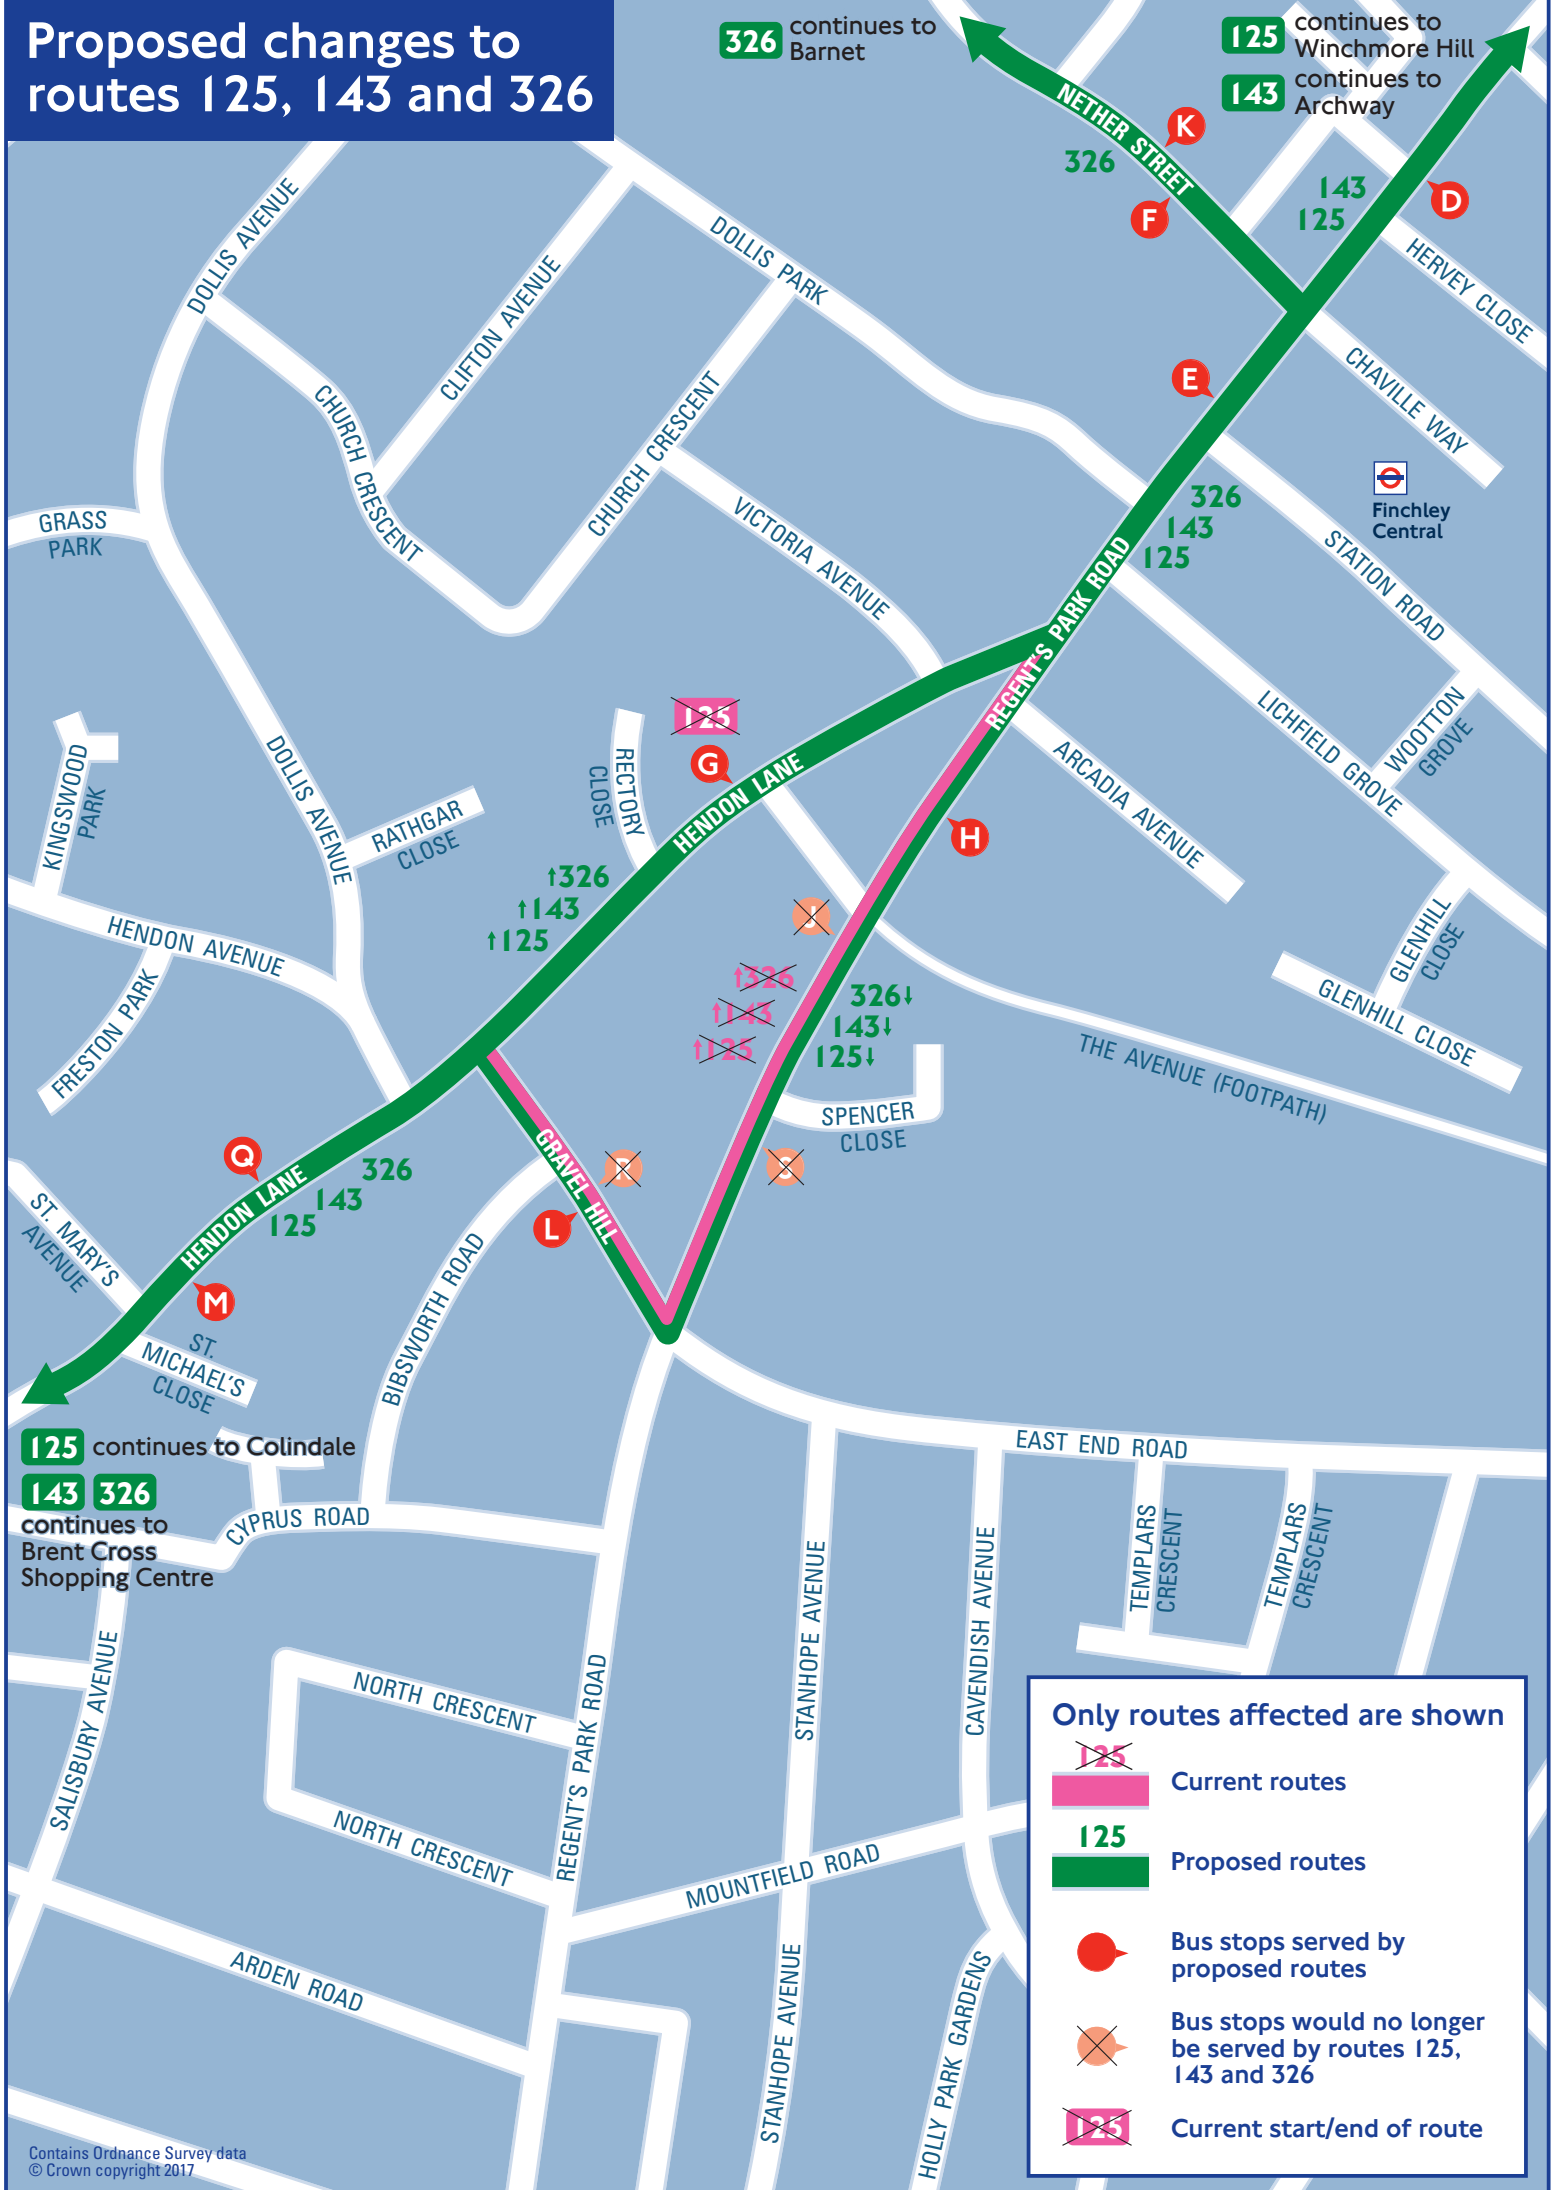 Proposed changes to
routes 125, 143 and 326
326 continues to
Barnet
125 continues to
Winchmore Hill
143 continues to
Archway
NETHER STREET
326
K
F
143
125
D
HERVEY CLOSE
CHAVILLE WAY
E
DOLLIS AVENUE
CLIFTON AVENUE
DOLLIS PARK
CHURCH CRESCENT
CHURCH CRESCENT
VICTORIA AVENUE
GRASS
PARK
326
143
125
Finchley
Central
STATION ROAD
REGENT'S PARK ROAD
LICHFIELD GROVE
WOOTTON
GROVE
ARCADIA AVENUE
GLENHILL
CLOSE
GLENHILL CLOSE
THE AVENUE (FOOTPATH)
125
G
HENDON LANE
RECTORY
CLOSE
H
J
KINGSWOOD
PARK
DOLLIS AVENUE
RATHGAR
CLOSE
HENDON AVENUE
FRESTON PARK
↑326
↑143
↑125
↑326
↑143
↑125
326↓
143↓
125↓
SPENCER
CLOSE
GRAVEL HILL
P
S
L
Q
HENDON LANE
326
143
125
M
ST. MARY'S
AVENUE
ST.
MICHAEL'S
CLOSE
BIBSWORTH ROAD
125 continues to Colindale
143 326
continues to
Brent Cross
Shopping Centre
CYPRUS ROAD
EAST END ROAD
TEMPLARS
CRESCENT
TEMPLARS
CRESCENT
STANHOPE AVENUE
CAVENDISH AVENUE
SALISBURY AVENUE
NORTH CRESCENT
NORTH CRESCENT
REGENT'S PARK ROAD
MOUNTFIELD ROAD
ARDEN ROAD
STANHOPE AVENUE
HOLLY PARK GARDENS
Only routes affected are shown
125
Current routes
125
Proposed routes
Bus stops served by
proposed routes
Bus stops would no longer
be served by routes 125,
143 and 326
125 Current start/end of route
Contains Ordnance Survey data
© Crown copyright 2017